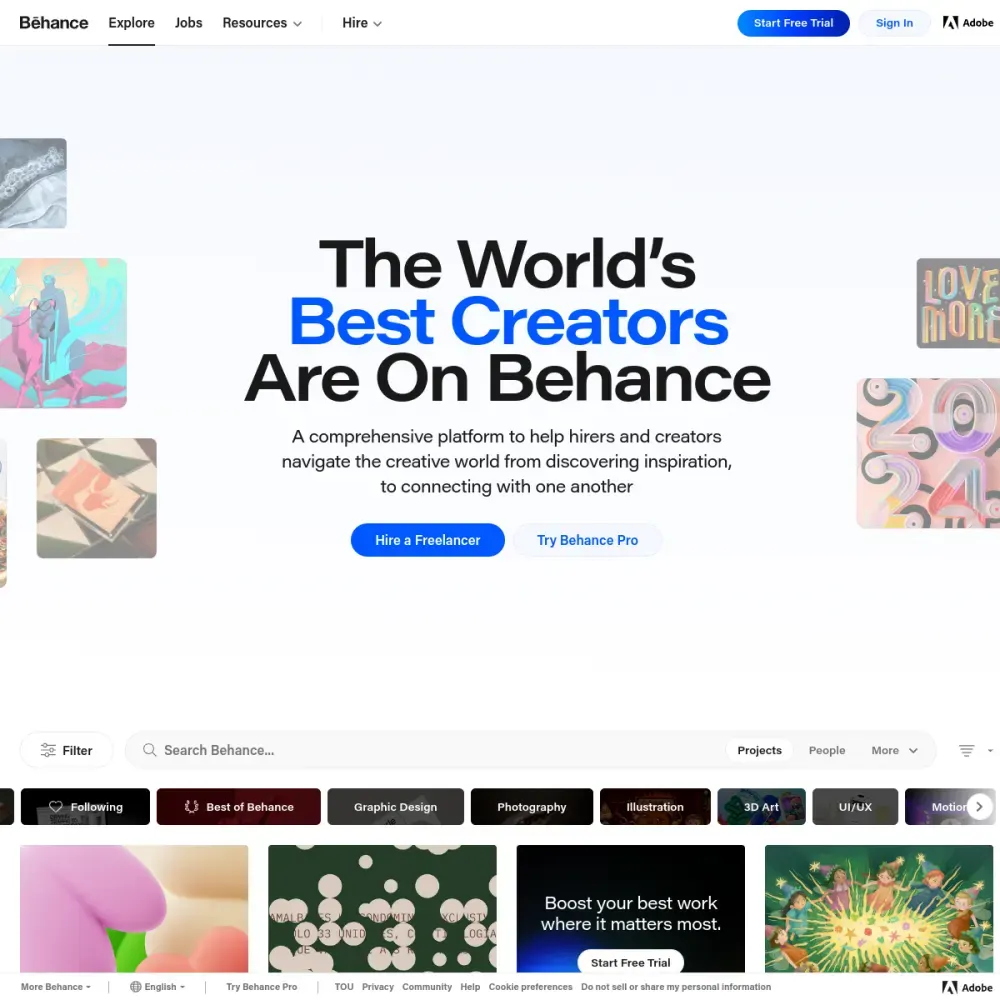 Bēhance Explore Jobs Resources Hire Start Free Trial Sign In Adobe
The World's
Best Creators
Are On Behance
A comprehensive platform to help hirers and creators
navigate the creative world from discovering inspiration,
to connecting with one another
Hire a Freelancer Try Behance Pro
LOVE
MORE
2024
Filter Search Behance... Projects People More
Following Best of Behance Graphic Design Photography Illustration 3D Art UI/UX Motion
Boost your best work
where it matters most.
Start Free Trial
More Behance English Try Behance Pro TOU Privacy Community Help Cookie preferences Do not sell or share my personal information Adobe